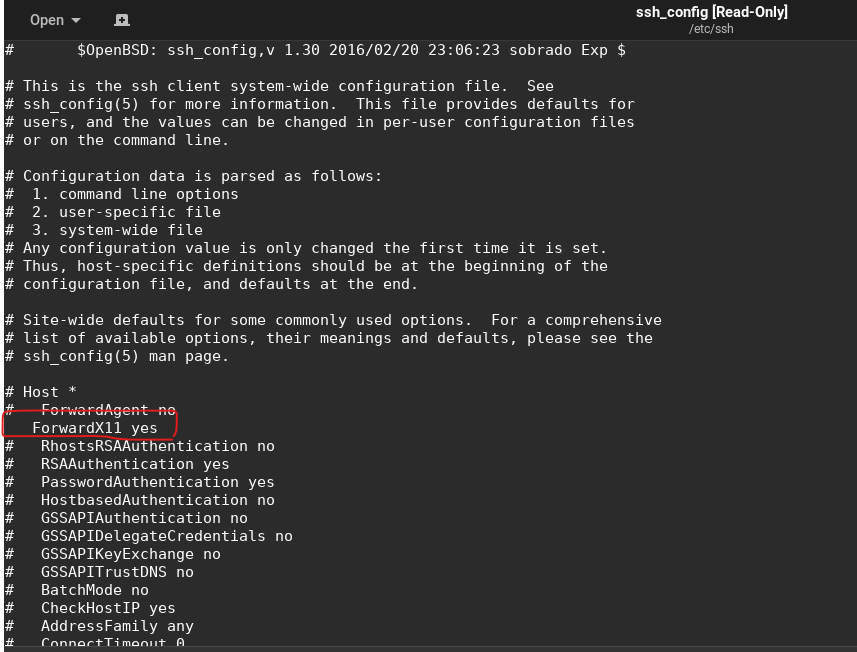 Open
ssh_config [Read-Only]
/etc/ssh
#       $OpenBSD: ssh_config,v 1.30 2016/02/20 23:06:23 sobrado Exp $
# This is the ssh client system-wide configuration file.  See
# ssh_config(5) for more information.  This file provides defaults for
# users, and the values can be changed in per-user configuration files
# or on the command line.
# Configuration data is parsed as follows:
#  1. command line options
#  2. user-specific file
#  3. system-wide file
# Any configuration value is only changed the first time it is set.
# Thus, host-specific definitions should be at the beginning of the
# configuration file, and defaults at the end.
# Site-wide defaults for some commonly used options.  For a comprehensive
# list of available options, their meanings and defaults, please see the
# ssh_config(5) man page.
# Host *
#   ForwardAgent no
   ForwardX11 yes
#   RhostsRSAAuthentication no
#   RSAAuthentication yes
#   PasswordAuthentication yes
#   HostbasedAuthentication no
#   GSSAPIAuthentication no
#   GSSAPIDelegateCredentials no
#   GSSAPIKeyExchange no
#   GSSAPITrustDNS no
#   BatchMode no
#   CheckHostIP yes
#   AddressFamily any
#   ConnectTimeout 0